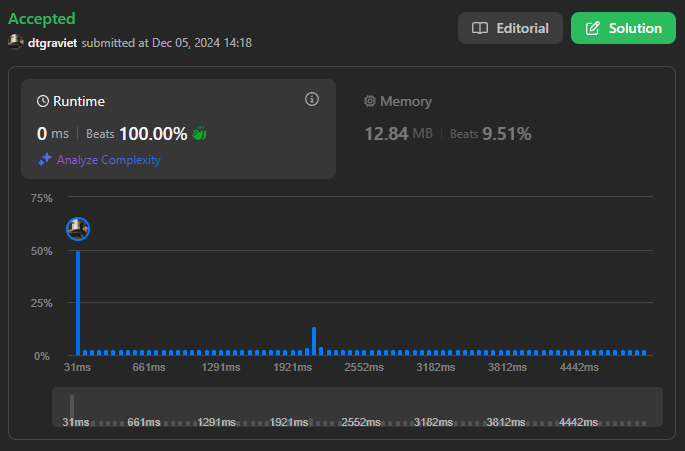 Accepted
Editorial
Solution
dtgraviet submitted at Dec 05, 2024 14:18
Runtime
0 ms | Beats 100.00%
Analyze Complexity
Memory
12.84 MB | Beats 9.51%
75%
50%
25%
0%
31ms 661ms 1291ms 1921ms 2552ms 3182ms 3812ms 4442ms
31ms 661ms 1291ms 1921ms 2552ms 3182ms 3812ms 4442ms